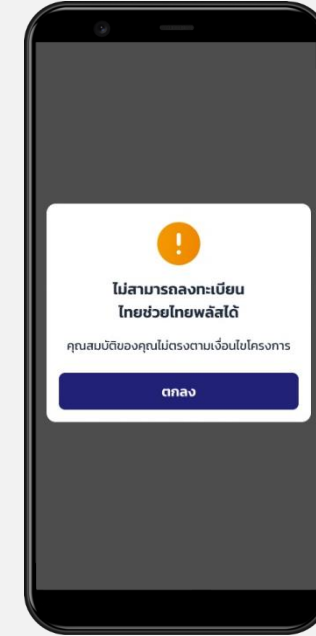 ไม่สามารถลงทะเบียน
ไทยช่วยไทยพลัสได้
คุณสมบัติของคุณไม่ตรงตามเงื่อนไขโครงการ
ตกลง